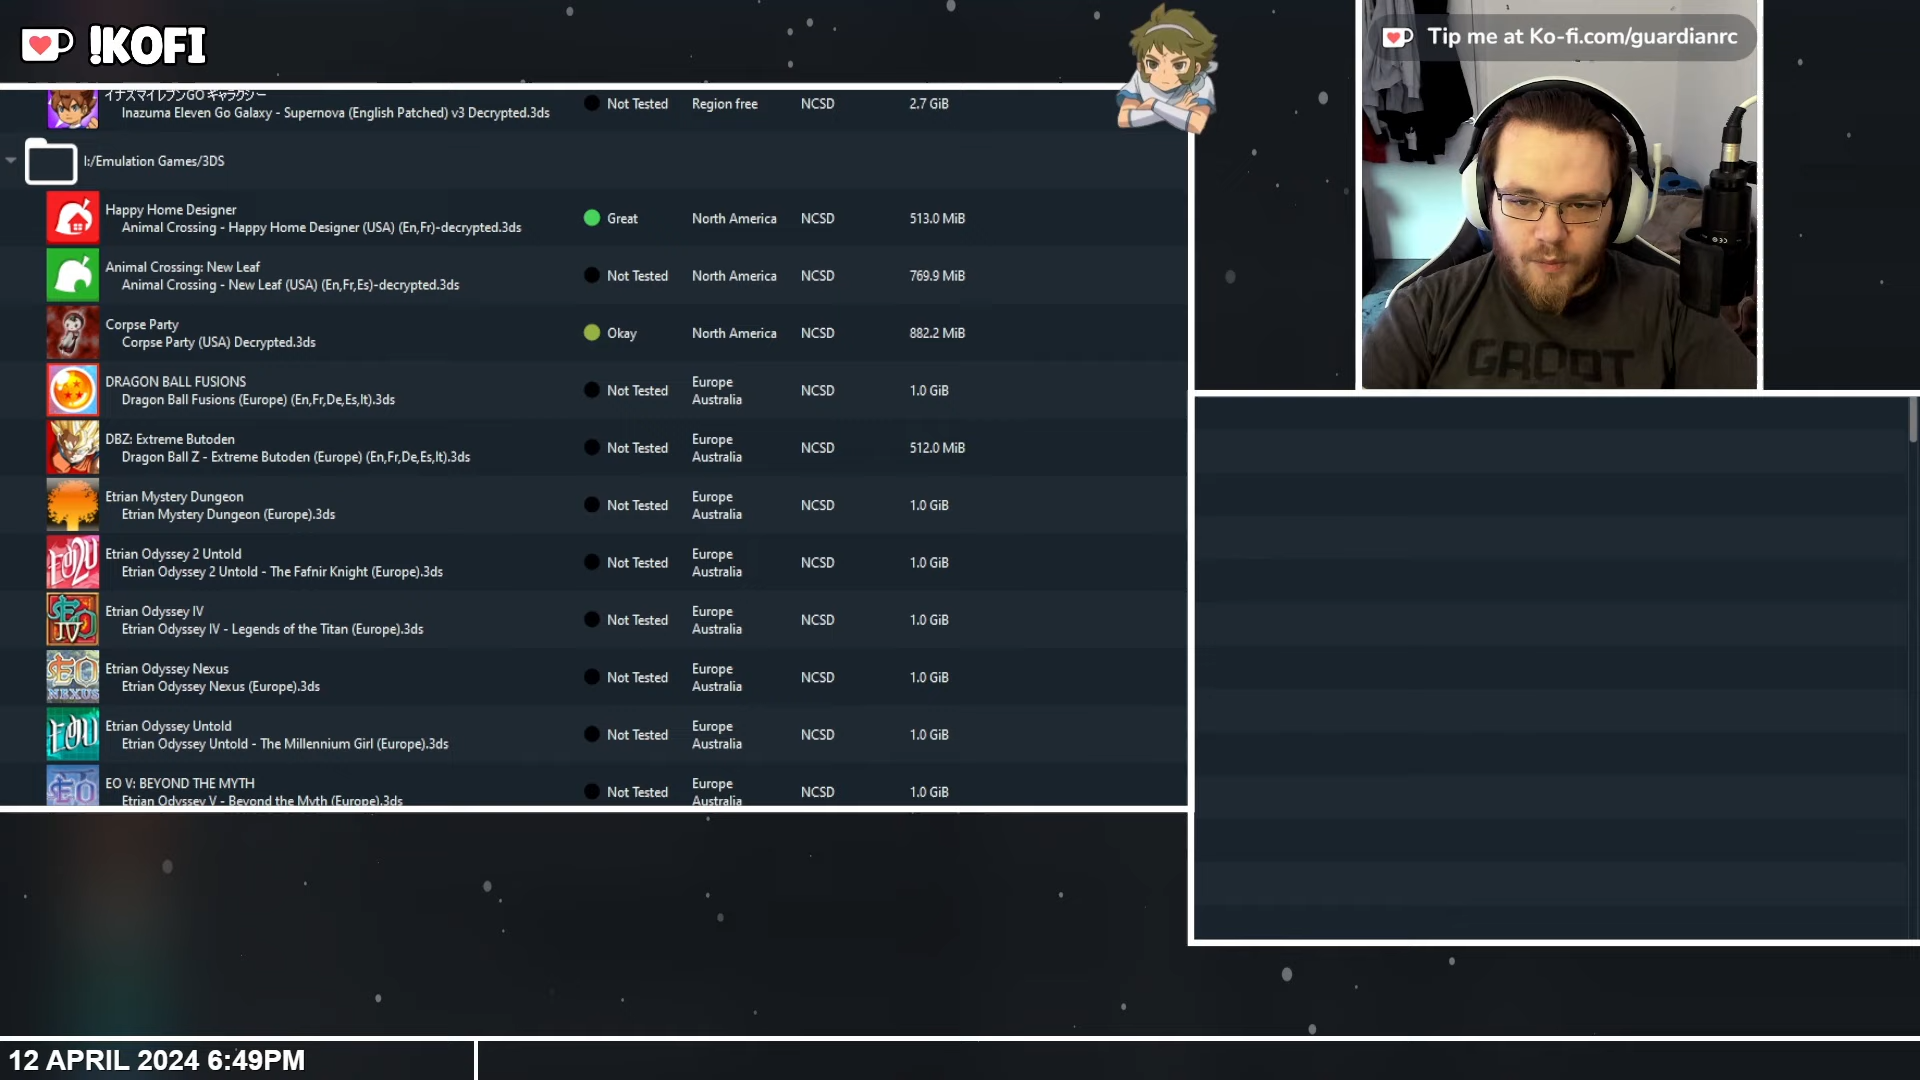 !KOFI
Tip me at Ko-fi.com/guardianrc
イナズマイレブンGO ギャラクシー
Inazuma Eleven Go Galaxy - Supernova (English Patched) v3 Decrypted.3ds
Not Tested
Region free
NCSD
2.7 GiB
I:/Emulation Games/3DS
Happy Home Designer
Animal Crossing - Happy Home Designer (USA) (En,Fr)-decrypted.3ds
Great
North America
NCSD
513.0 MiB
Animal Crossing: New Leaf
Animal Crossing - New Leaf (USA) (En,Fr,Es)-decrypted.3ds
Not Tested
North America
NCSD
769.9 MiB
Corpse Party
Corpse Party (USA) Decrypted.3ds
Okay
North America
NCSD
882.2 MiB
DRAGON BALL FUSIONS
Dragon Ball Fusions (Europe) (En,Fr,De,Es,It).3ds
Not Tested
Europe
Australia
NCSD
1.0 GiB
DBZ: Extreme Butoden
Dragon Ball Z - Extreme Butoden (Europe) (En,Fr,De,Es,It).3ds
Not Tested
Europe
Australia
NCSD
512.0 MiB
Etrian Mystery Dungeon
Etrian Mystery Dungeon (Europe).3ds
Not Tested
Europe
Australia
NCSD
1.0 GiB
EO2U
Etrian Odyssey 2 Untold
Etrian Odyssey 2 Untold - The Fafnir Knight (Europe).3ds
Not Tested
Europe
Australia
NCSD
1.0 GiB
EO IV
Etrian Odyssey IV
Etrian Odyssey IV - Legends of the Titan (Europe).3ds
Not Tested
Europe
Australia
NCSD
1.0 GiB
EO NEXUS
Etrian Odyssey Nexus
Etrian Odyssey Nexus (Europe).3ds
Not Tested
Europe
Australia
NCSD
1.0 GiB
EOU
Etrian Odyssey Untold
Etrian Odyssey Untold - The Millennium Girl (Europe).3ds
Not Tested
Europe
Australia
NCSD
1.0 GiB
EO
EO V: BEYOND THE MYTH
Etrian Odyssey V - Beyond the Myth (Europe).3ds
Not Tested
Europe
Australia
NCSD
1.0 GiB
GROOT
12 APRIL 2024 6:49PM